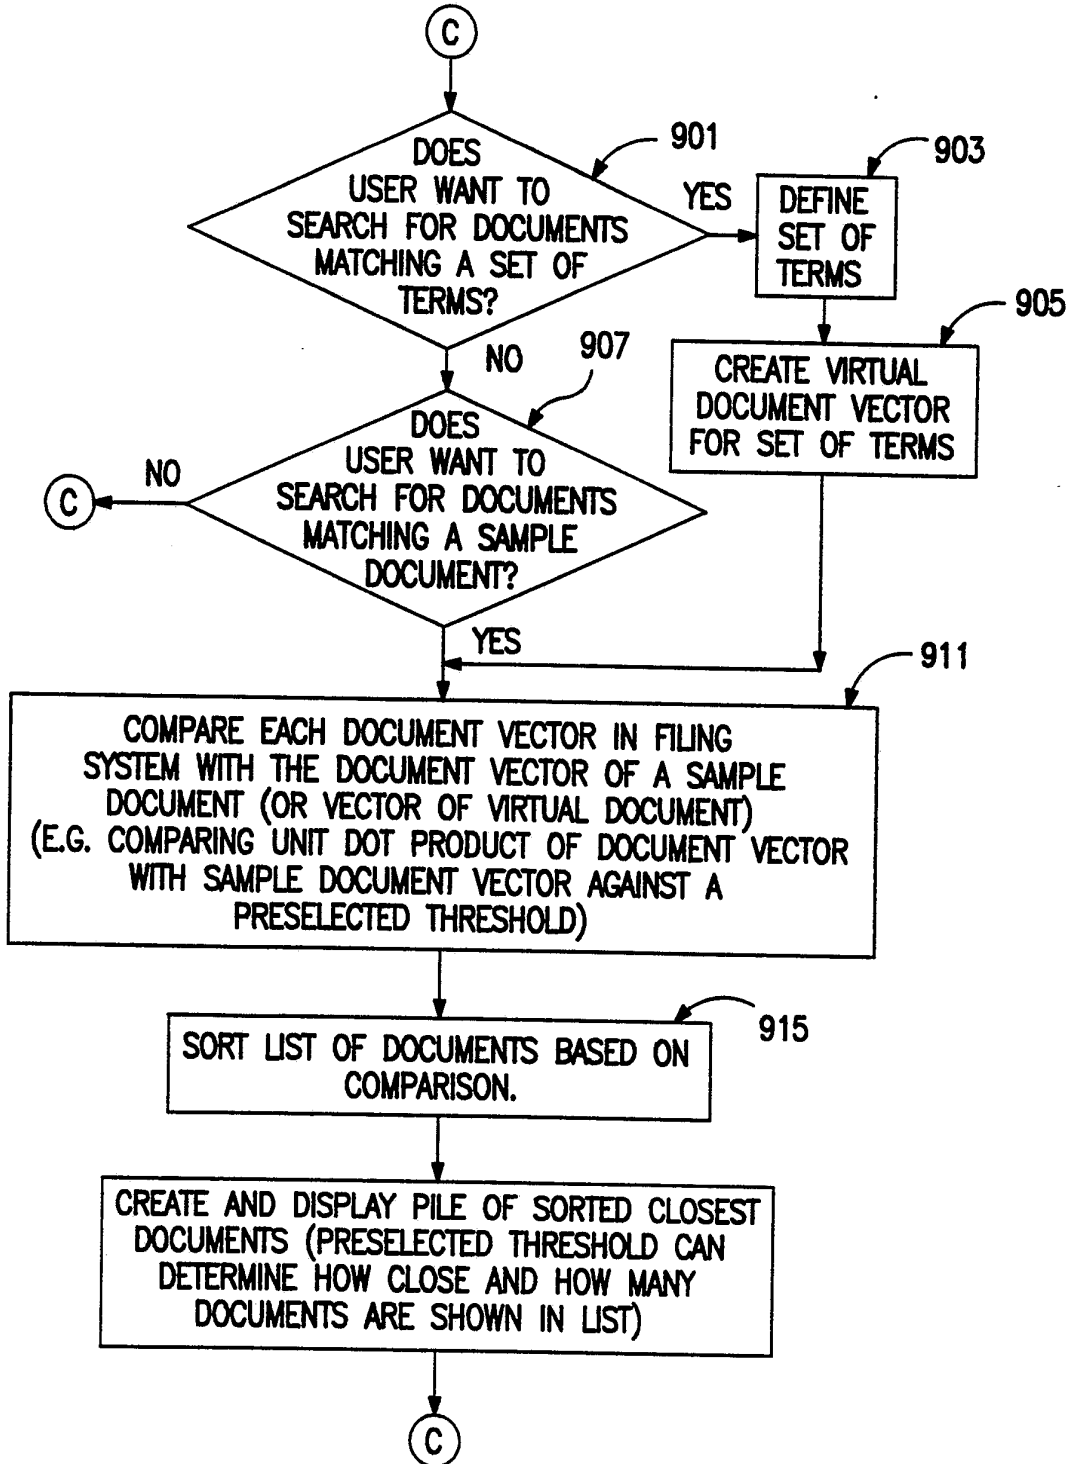 C
DOES
USER WANT TO
SEARCH FOR DOCUMENTS
MATCHING A SET OF
TERMS?
901
YES
903
DEFINE
SET OF
TERMS
905
CREATE VIRTUAL
DOCUMENT VECTOR
FOR SET OF TERMS
NO
907
DOES
USER WANT TO
SEARCH FOR DOCUMENTS
MATCHING A SAMPLE
DOCUMENT?
NO
C
YES
911
COMPARE EACH DOCUMENT VECTOR IN FILING
SYSTEM WITH THE DOCUMENT VECTOR OF A SAMPLE
DOCUMENT (OR VECTOR OF VIRTUAL DOCUMENT)
(E.G. COMPARING UNIT DOT PRODUCT OF DOCUMENT VECTOR
WITH SAMPLE DOCUMENT VECTOR AGAINST A
PRESELECTED THRESHOLD)
915
SORT LIST OF DOCUMENTS BASED ON
COMPARISON.
CREATE AND DISPLAY PILE OF SORTED CLOSEST
DOCUMENTS (PRESELECTED THRESHOLD CAN
DETERMINE HOW CLOSE AND HOW MANY
DOCUMENTS ARE SHOWN IN LIST)
C